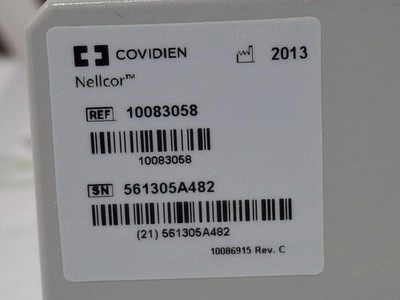 COVIDIEN 2013
Nellcor™
REF 10083058
10083058
SN 561305A482
(21) 561305A482
10086915 Rev. C